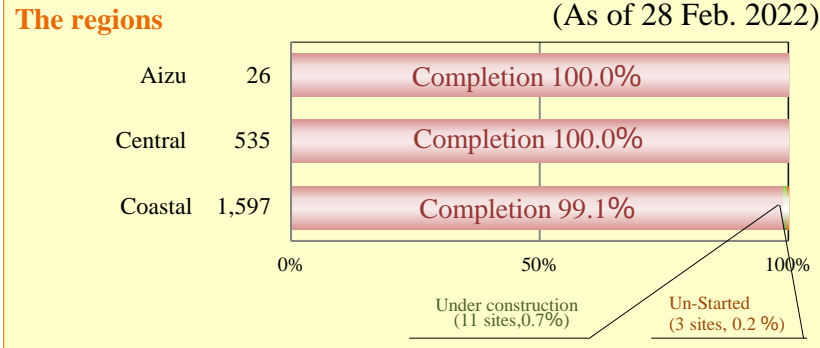 The regions
(As of 28 Feb. 2022)
Aizu 26 Completion 100.0%
Central 535 Completion 100.0%
Coastal 1,597 Completion 99.1%
0% 50% 100%
Under construction
(11 sites,0.7%)
Un-Started
(3 sites, 0.2 %)